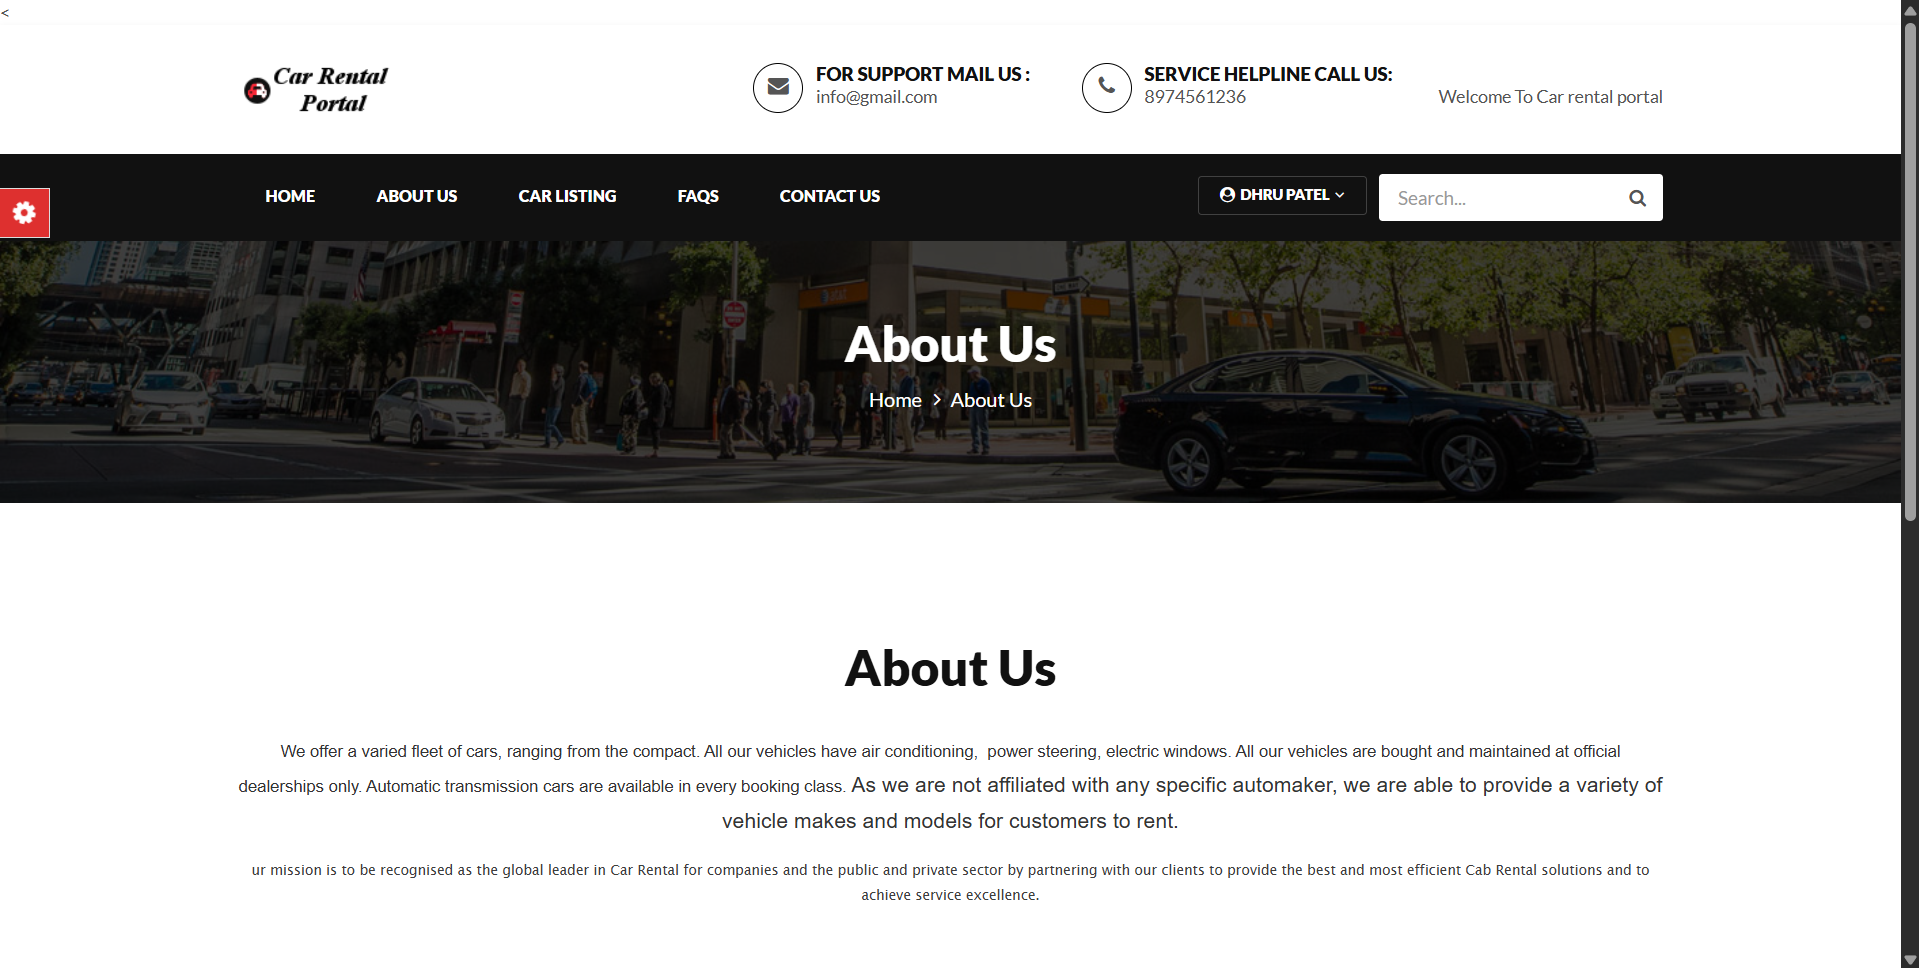 <
Car Rental
Portal
FOR SUPPORT MAIL US :
info@gmail.com
SERVICE HELPLINE CALL US:
8974561236
Welcome To Car rental portal
HOME ABOUT US CAR LISTING FAQS CONTACT US DHRU PATEL Search...
About Us
Home > About Us
About Us
We offer a varied fleet of cars, ranging from the compact. All our vehicles have air conditioning,  power steering, electric windows. All our vehicles are bought and maintained at official
dealerships only. Automatic transmission cars are available in every booking class. As we are not affiliated with any specific automaker, we are able to provide a variety of
vehicle makes and models for customers to rent.
ur mission is to be recognised as the global leader in Car Rental for companies and the public and private sector by partnering with our clients to provide the best and most efficient Cab Rental solutions and to
achieve service excellence.